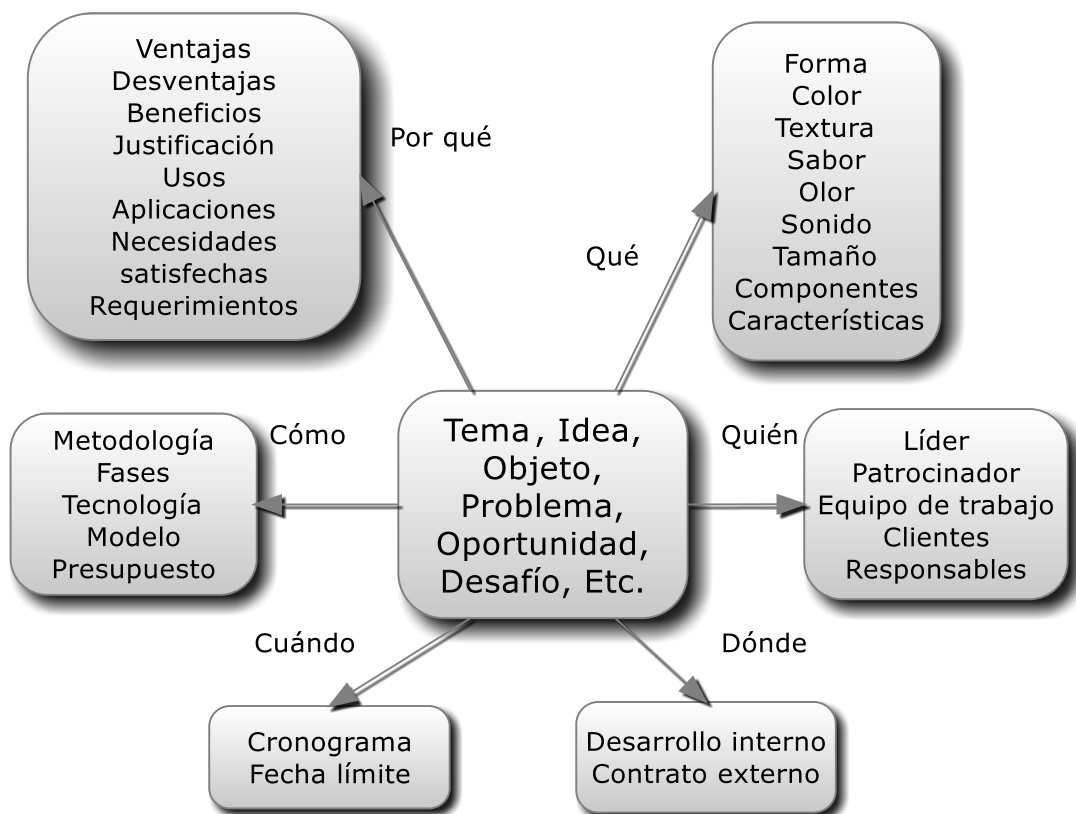 Ventajas
Desventajas
Beneficios
Justificación
Usos
Aplicaciones
Necesidades
satisfechas
Requerimientos
Por qué
Forma
Color
Textura
Sabor
Olor
Sonido
Tamaño
Componentes
Características
Qué
Metodología
Fases
Tecnología
Modelo
Presupuesto
Cómo
Tema, Idea,
Objeto,
Problema,
Oportunidad,
Desafío, Etc.
Quién
Líder
Patrocinador
Equipo de trabajo
Clientes
Responsables
Cuándo
Cronograma
Fecha límite
Dónde
Desarrollo interno
Contrato externo